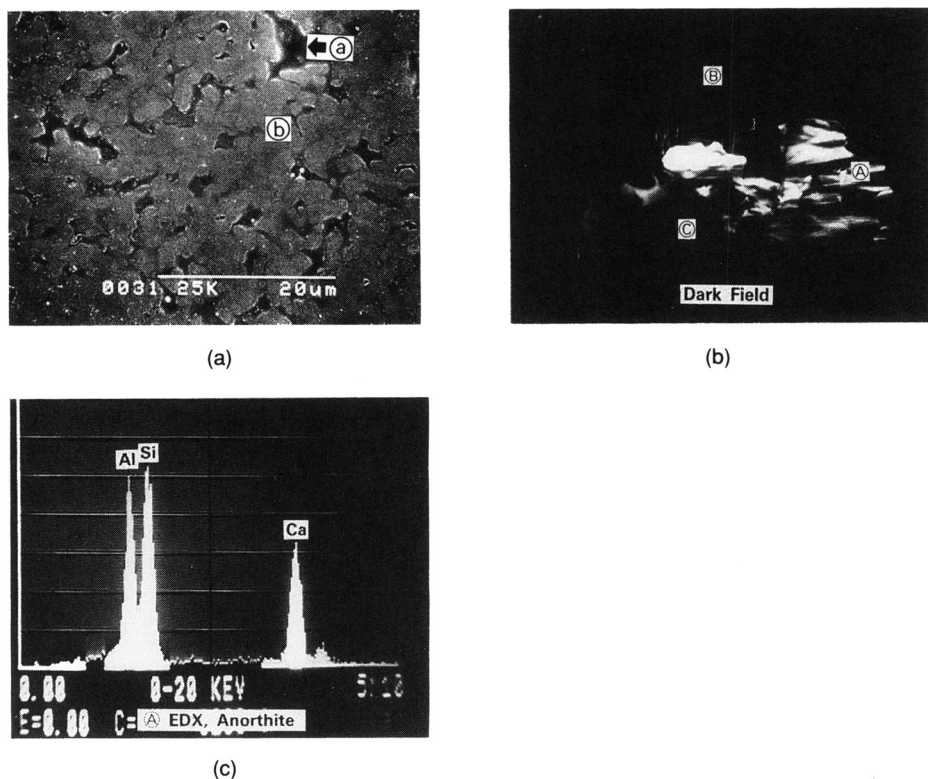 ⓐ
ⓑ
0031 25K 20um
(a)
Ⓑ
Ⓐ
Ⓒ
Dark Field
(b)
Al Si
Ca
0.00 0-20 KEV
E=0.00 C=
Ⓐ EDX, Anorthite
(c)